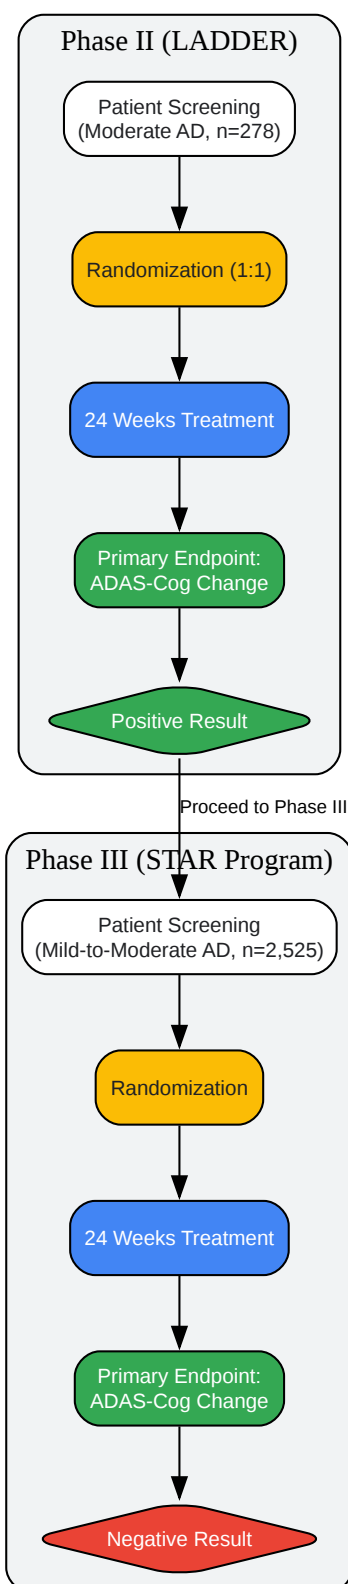 Phase II (LADDER)
Patient Screening
(Moderate AD, n=278)
Randomization (1:1)
24 Weeks Treatment
Primary Endpoint:
ADAS-Cog Change
Positive Result
Proceed to Phase III
Phase III (STAR Program)
Patient Screening
(Mild-to-Moderate AD, n=2,525)
Randomization
24 Weeks Treatment
Primary Endpoint:
ADAS-Cog Change
Negative Result